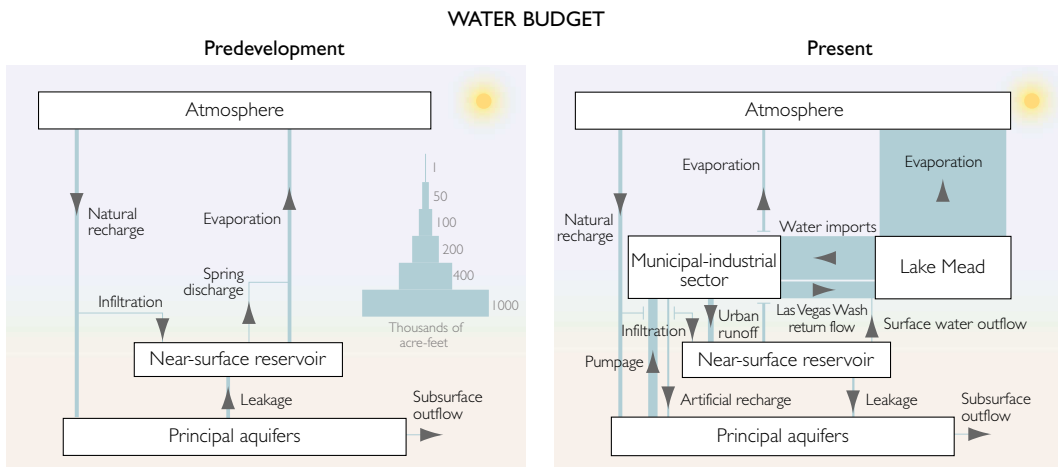 WATER BUDGET
Predevelopment
Atmosphere
Natural
recharge
Evaporation
Spring
discharge
Infiltration
Near-surface reservoir
Leakage
Principal aquifers
Subsurface
outflow
1
50
100
200
400
1000
Thousands of
acre-feet
Present
Atmosphere
Evaporation
Evaporation
Natural
recharge
Water imports
Municipal-industrial
sector
Lake Mead
Las Vegas Wash
return flow
Infiltration
Urban
runoff
Surface water outflow
Pumpage
Near-surface reservoir
Artificial recharge
Leakage
Principal aquifers
Subsurface
outflow